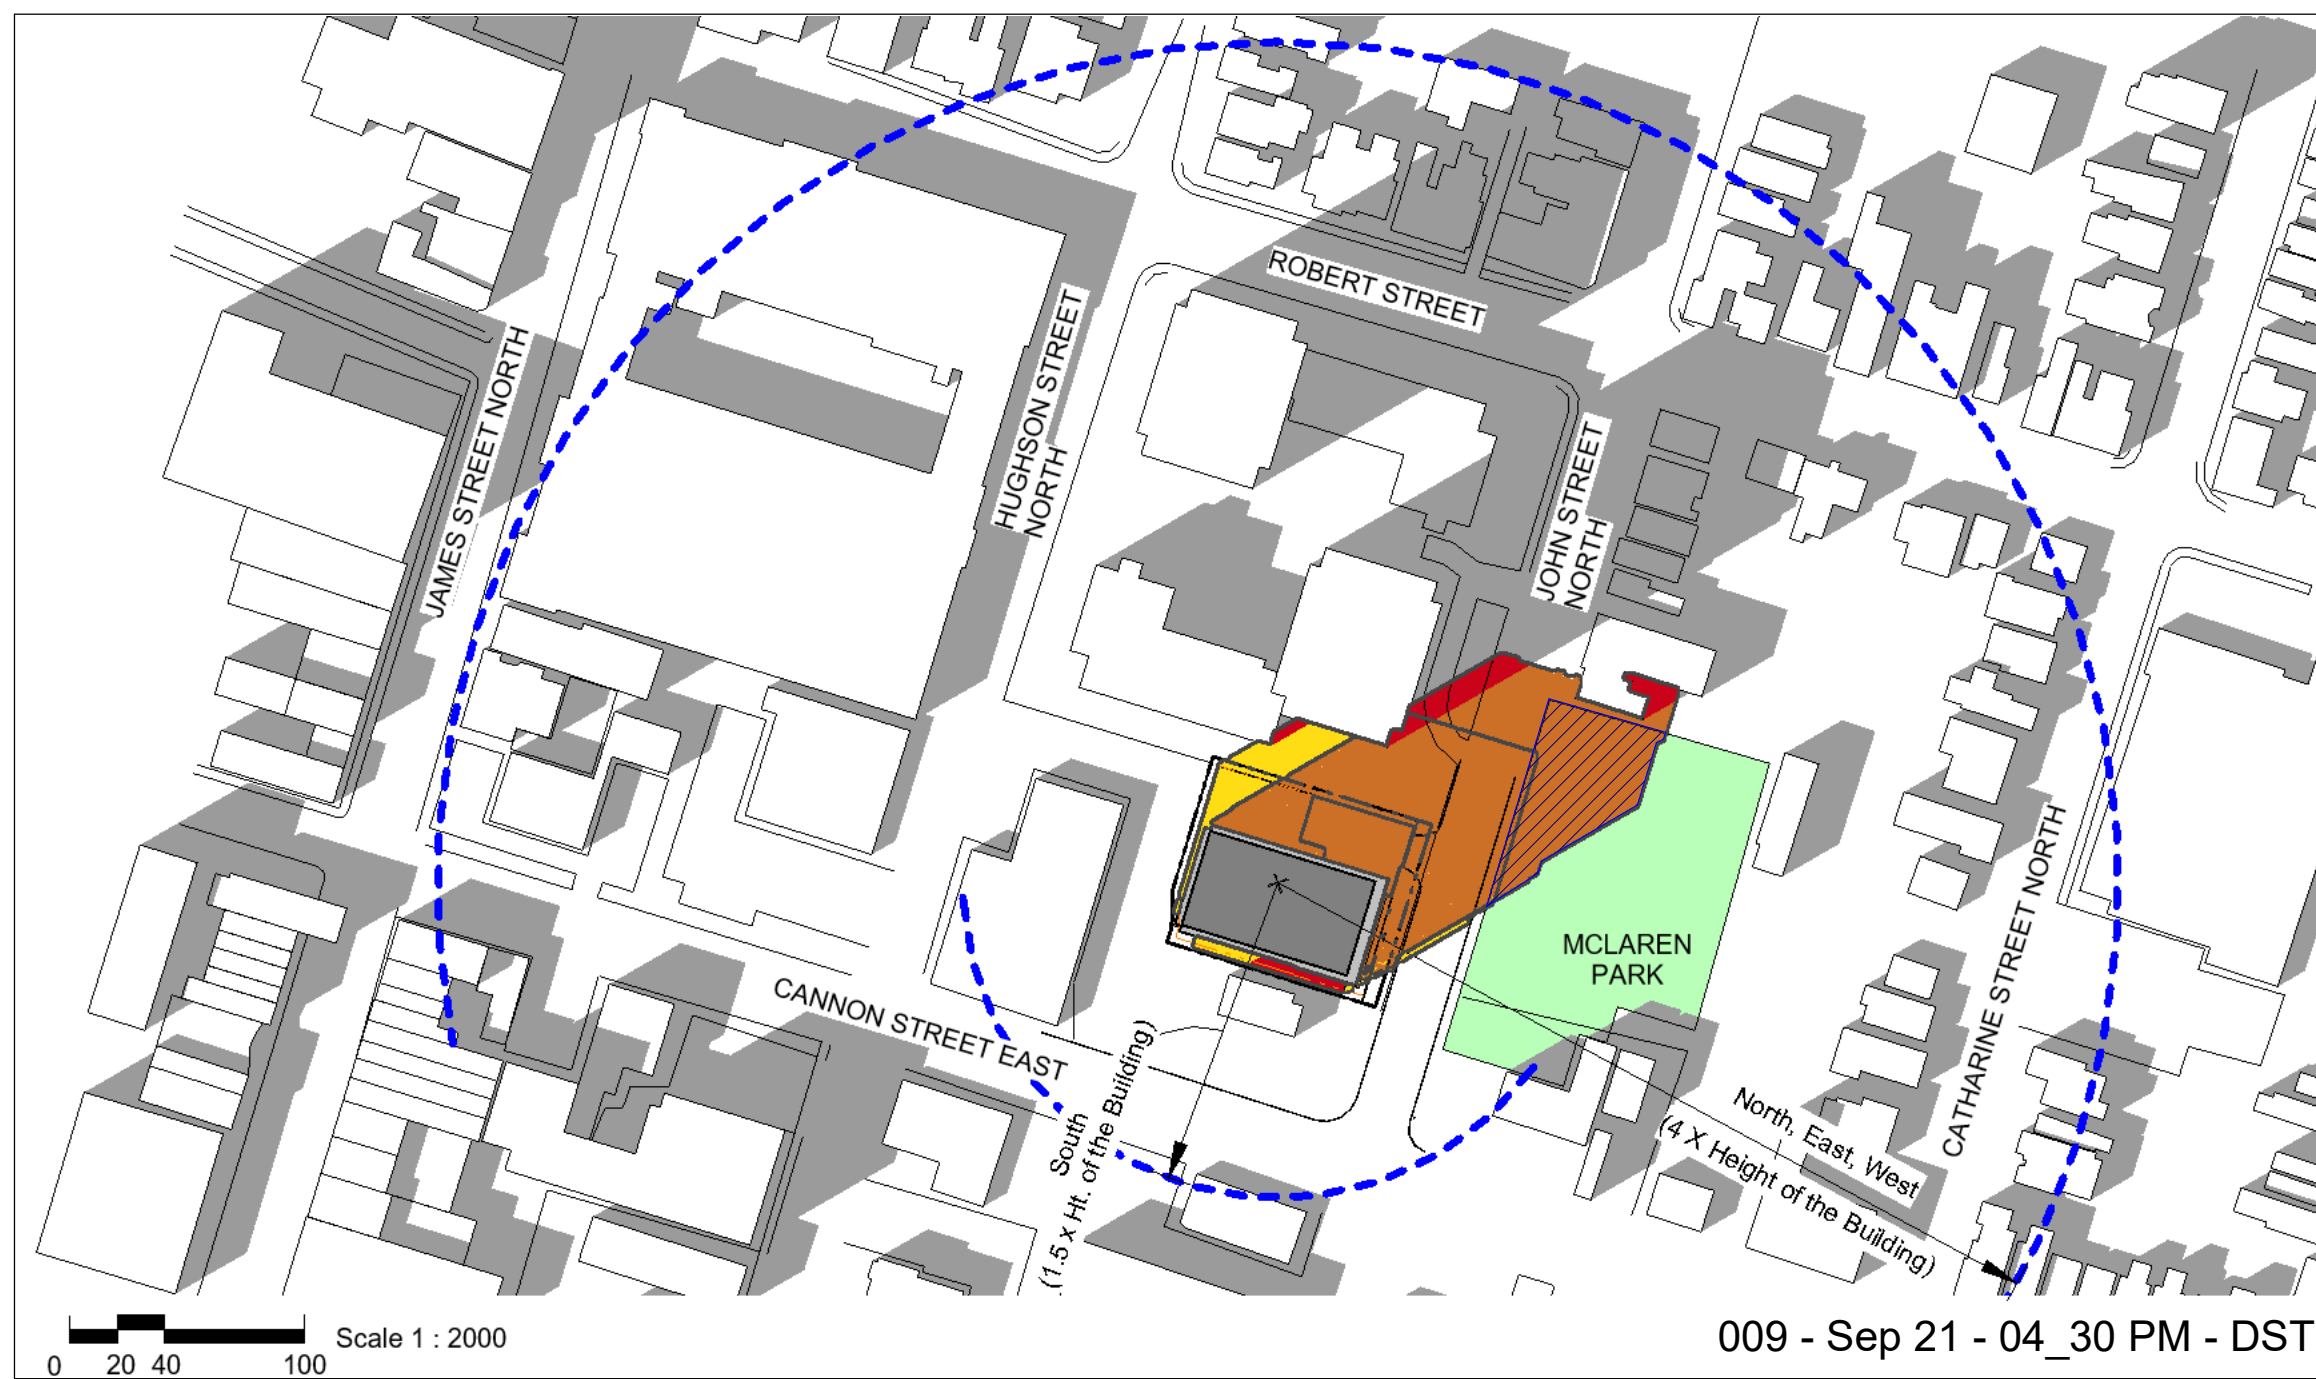 ROBERT STREET
HUGHSON STREET
NORTH
JAMES STREET NORTH
JOHN STREET
NORTH
MCLAREN
PARK
CANNON STREET EAST
CATHARINE STREET NORTH
South
(1.5 x Ht. of the Building)
North, East, West
(4 X Height of the Building)
0 20 40 100
Scale 1 : 2000
009 - Sep 21 - 04_30 PM - DST